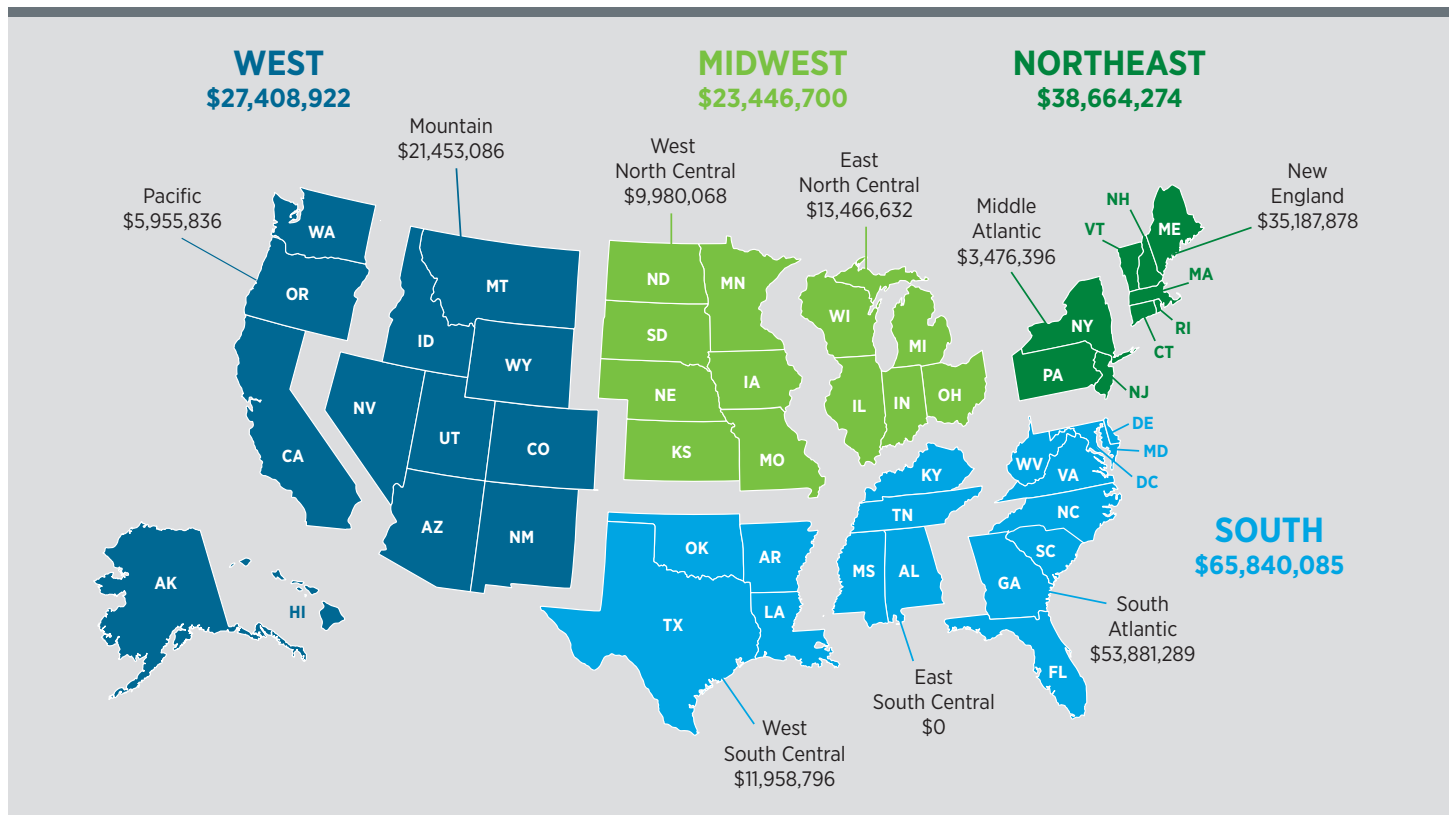 WEST
$27,408,922
MIDWEST
$23,446,700
NORTHEAST
$38,664,274
Mountain
$21,453,086
Pacific
$5,955,836
West
North Central
$9,980,068
East
North Central
$13,466,632
Middle
Atlantic
$3,476,396
New
England
$35,187,878
NH
VT
ME
MA
RI
CT
NJ
NY
PA
WA
OR
MT
ID
WY
NV
UT
CO
CA
AZ
NM
AK
HI
ND
MN
SD
NE
IA
KS
MO
WI
MI
IL
IN
OH
DE
MD
DC
WV
VA
KY
TN
NC
SC
GA
FL
MS
AL
OK
AR
TX
LA
SOUTH
$65,840,085
South
Atlantic
$53,881,289
East
South Central
$0
West
South Central
$11,958,796